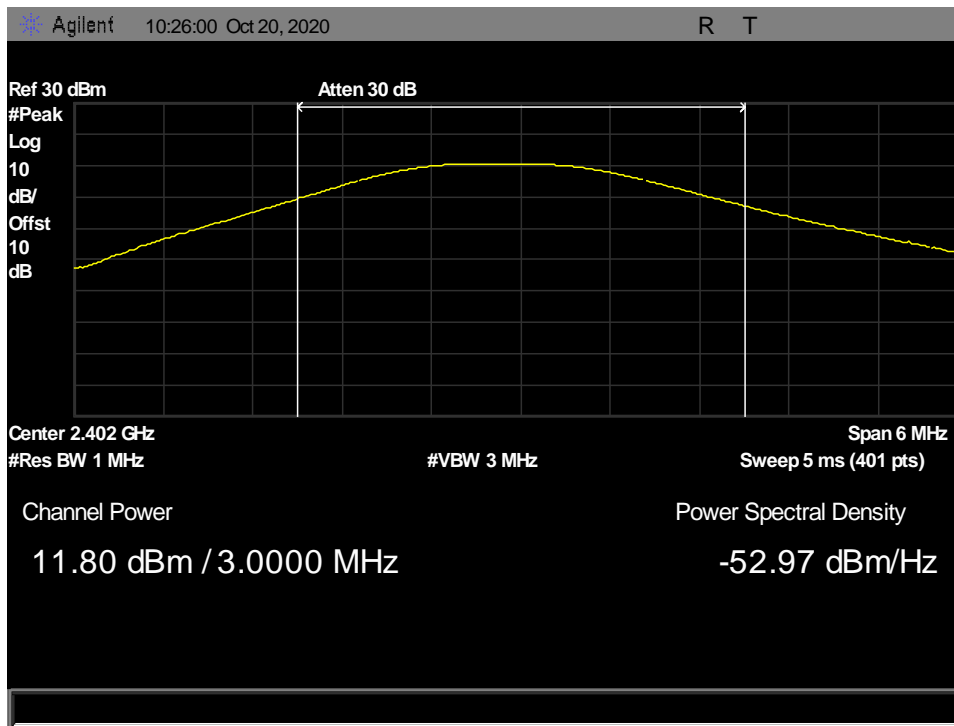 Agilent 10:26:00 Oct 20, 2020 R T
Ref 30 dBm Atten 30 dB
#Peak
Log
10
dB/
Offst
10
dB
Center 2.402 GHz Span 6 MHz
#Res BW 1 MHz #VBW 3 MHz Sweep 5 ms (401 pts)
Channel Power Power Spectral Density
11.80 dBm / 3.0000 MHz -52.97 dBm/Hz